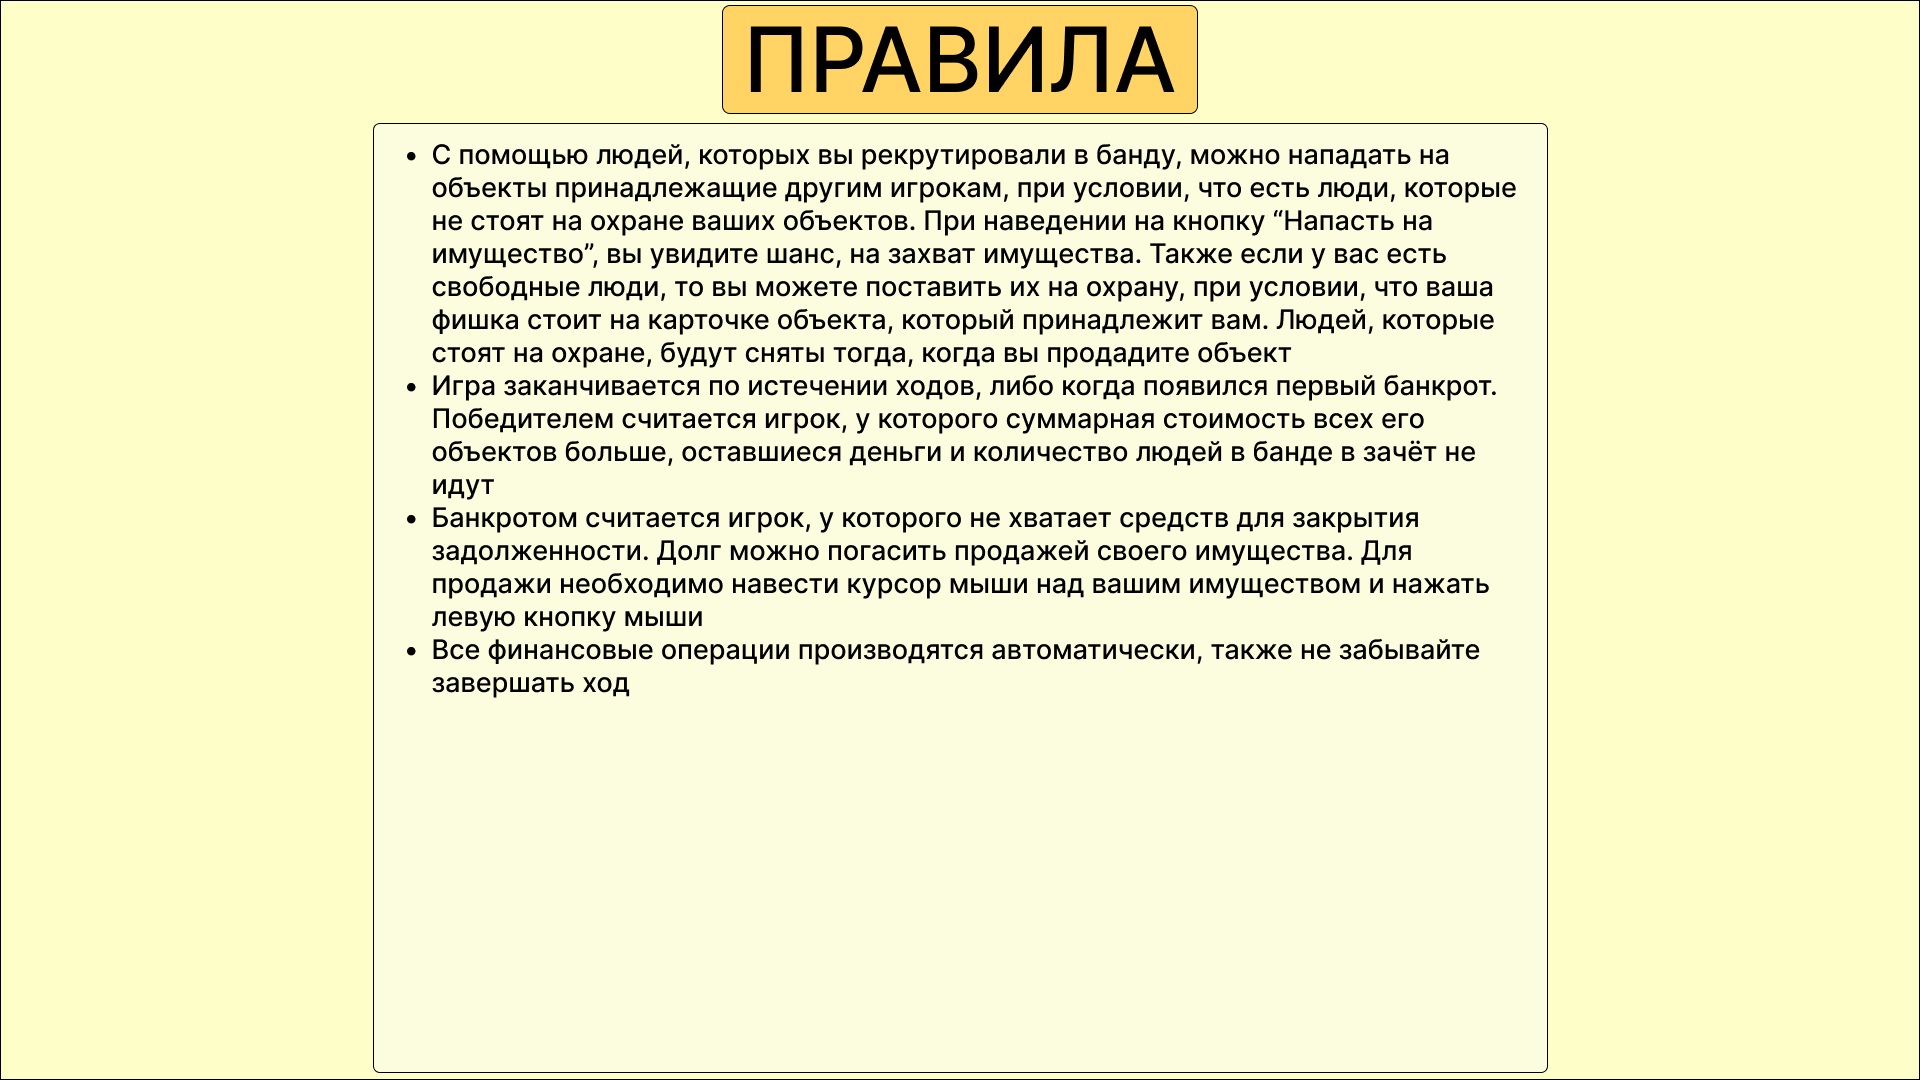 ПРАВИЛА
• С помощью людей, которых вы рекрутировали в банду, можно нападать на
объекты принадлежащие другим игрокам, при условии, что есть люди, которые
не стоят на охране ваших объектов. При наведении на кнопку “Напасть на
имущество”, вы увидите шанс, на захват имущества. Также если у вас есть
свободные люди, то вы можете поставить их на охрану, при условии, что ваша
фишка стоит на карточке объекта, который принадлежит вам. Людей, которые
стоят на охране, будут сняты тогда, когда вы продадите объект
• Игра заканчивается по истечении ходов, либо когда появился первый банкрот.
Победителем считается игрок, у которого суммарная стоимость всех его
объектов больше, оставшиеся деньги и количество людей в банде в зачёт не
идут
• Банкротом считается игрок, у которого не хватает средств для закрытия
задолженности. Долг можно погасить продажей своего имущества. Для
продажи необходимо навести курсор мыши над вашим имуществом и нажать
левую кнопку мыши
• Все финансовые операции производятся автоматически, также не забывайте
завершать ход